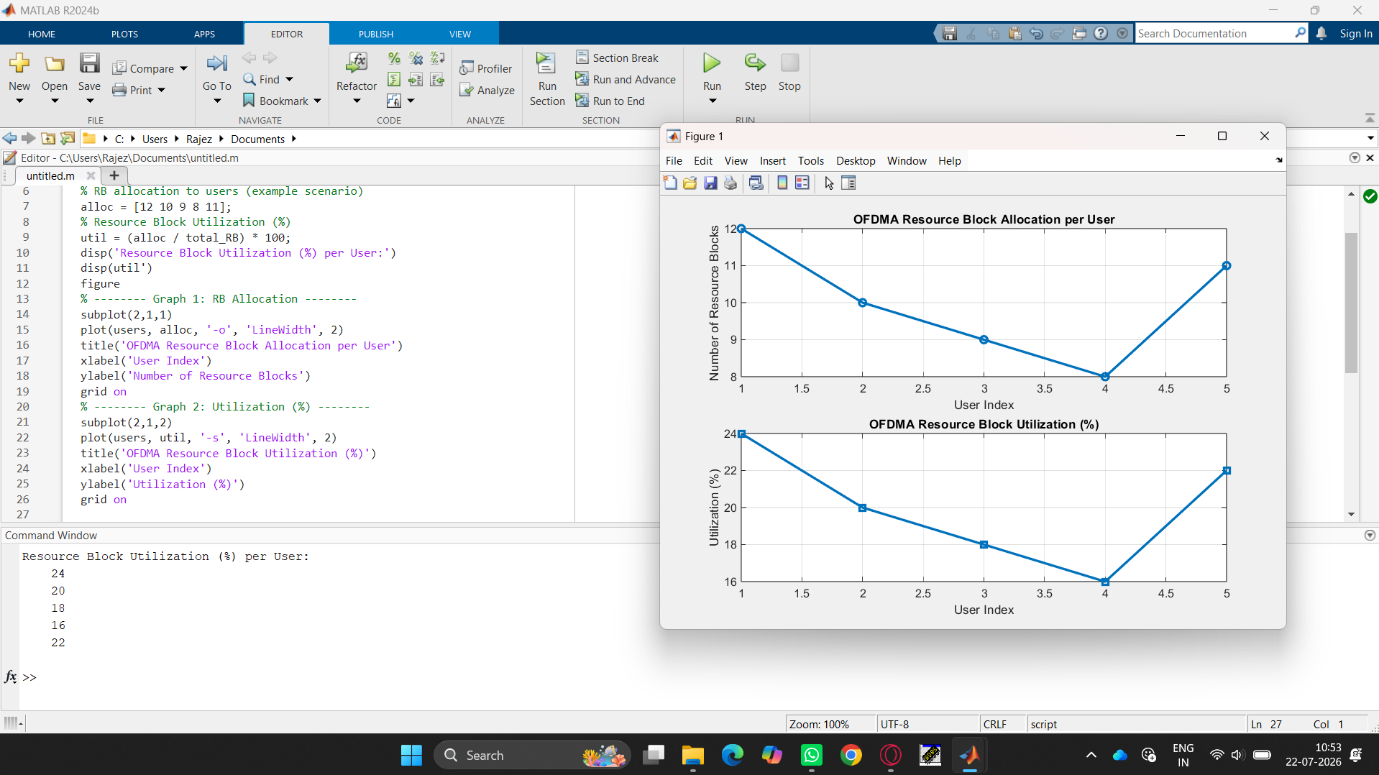 MATLAB R2024b
HOME PLOTS APPS EDITOR PUBLISH VIEW
Search Documentation
Sign In
New Open Save Compare Print
Go To Find Bookmark
Refactor
Profiler
Analyze
Run Section
Section Break
Run and Advance
Run to End
Run Step Stop
FILE NAVIGATE CODE ANALYZE SECTION RUN
C: Users Rajez Documents
Editor - C:\Users\Rajez\Documents\untitled.m
untitled.m
6 % RB allocation to users (example scenario)
7 alloc = [12 10 9 8 11];
8 % Resource Block Utilization (%)
9 util = (alloc / total_RB) * 100;
10 disp('Resource Block Utilization (%) per User:')
11 disp(util')
12 figure
13 % -------- Graph 1: RB Allocation --------
14 subplot(2,1,1)
15 plot(users, alloc, '-o', 'LineWidth', 2)
16 title('OFDMA Resource Block Allocation per User')
17 xlabel('User Index')
18 ylabel('Number of Resource Blocks')
19 grid on
20 % -------- Graph 2: Utilization (%) --------
21 subplot(2,1,2)
22 plot(users, util, '-s', 'LineWidth', 2)
23 title('OFDMA Resource Block Utilization (%)')
24 xlabel('User Index')
25 ylabel('Utilization (%)')
26 grid on
27
Command Window
Resource Block Utilization (%) per User:
24
20
18
16
22
fx >>
Figure 1
File Edit View Insert Tools Desktop Window Help
OFDMA Resource Block Allocation per User
Number of Resource Blocks
12
11
10
9
8
1 1.5 2 2.5 3 3.5 4 4.5 5
User Index
OFDMA Resource Block Utilization (%)
Utilization (%)
24
22
20
18
16
1 1.5 2 2.5 3 3.5 4 4.5 5
User Index
Zoom: 100% UTF-8 CRLF script Ln 27 Col 1
Search
ENG
IN
10:53
22-07-2026